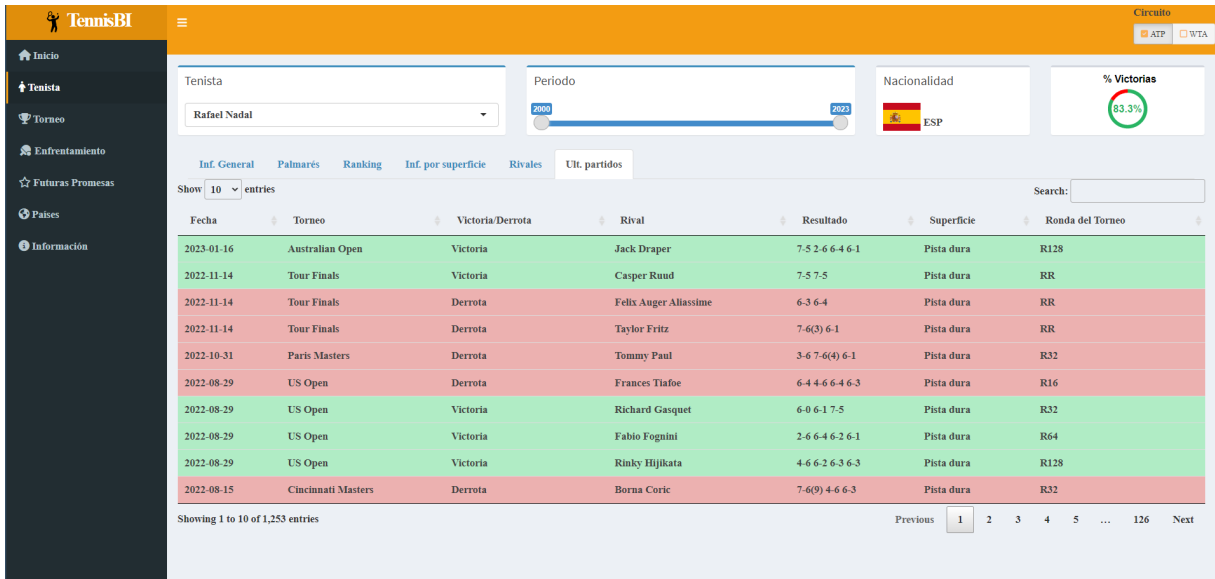 TennisBI
Circuito
ATP WTA
Inicio
Tenista
Torneo
Enfrentamiento
Futuras Promesas
Paises
Información
Tenista
Rafael Nadal
Periodo
2000 2023
Nacionalidad
ESP
% Victorias
83.3%
Inf. General Palmarés Ranking Inf. por superficie Rivales Ult. partidos
Show 10 entries Search:
Fecha Torneo Victoria/Derrota Rival Resultado Superficie Ronda del Torneo
2023-01-16 Australian Open Victoria Jack Draper 7-5 2-6 6-4 6-1 Pista dura R128
2022-11-14 Tour Finals Victoria Casper Ruud 7-5 7-5 Pista dura RR
2022-11-14 Tour Finals Derrota Felix Auger Aliassime 6-3 6-4 Pista dura RR
2022-11-14 Tour Finals Derrota Taylor Fritz 7-6(3) 6-1 Pista dura RR
2022-10-31 Paris Masters Derrota Tommy Paul 3-6 7-6(4) 6-1 Pista dura R32
2022-08-29 US Open Derrota Frances Tiafoe 6-4 4-6 6-4 6-3 Pista dura R16
2022-08-29 US Open Victoria Richard Gasquet 6-0 6-1 7-5 Pista dura R32
2022-08-29 US Open Victoria Fabio Fognini 2-6 6-4 6-2 6-1 Pista dura R64
2022-08-29 US Open Victoria Rinky Hijikata 4-6 6-2 6-3 6-3 Pista dura R128
2022-08-15 Cincinnati Masters Derrota Borna Coric 7-6(9) 4-6 6-3 Pista dura R32
Showing 1 to 10 of 1,253 entries Previous 1 2 3 4 5 … 126 Next